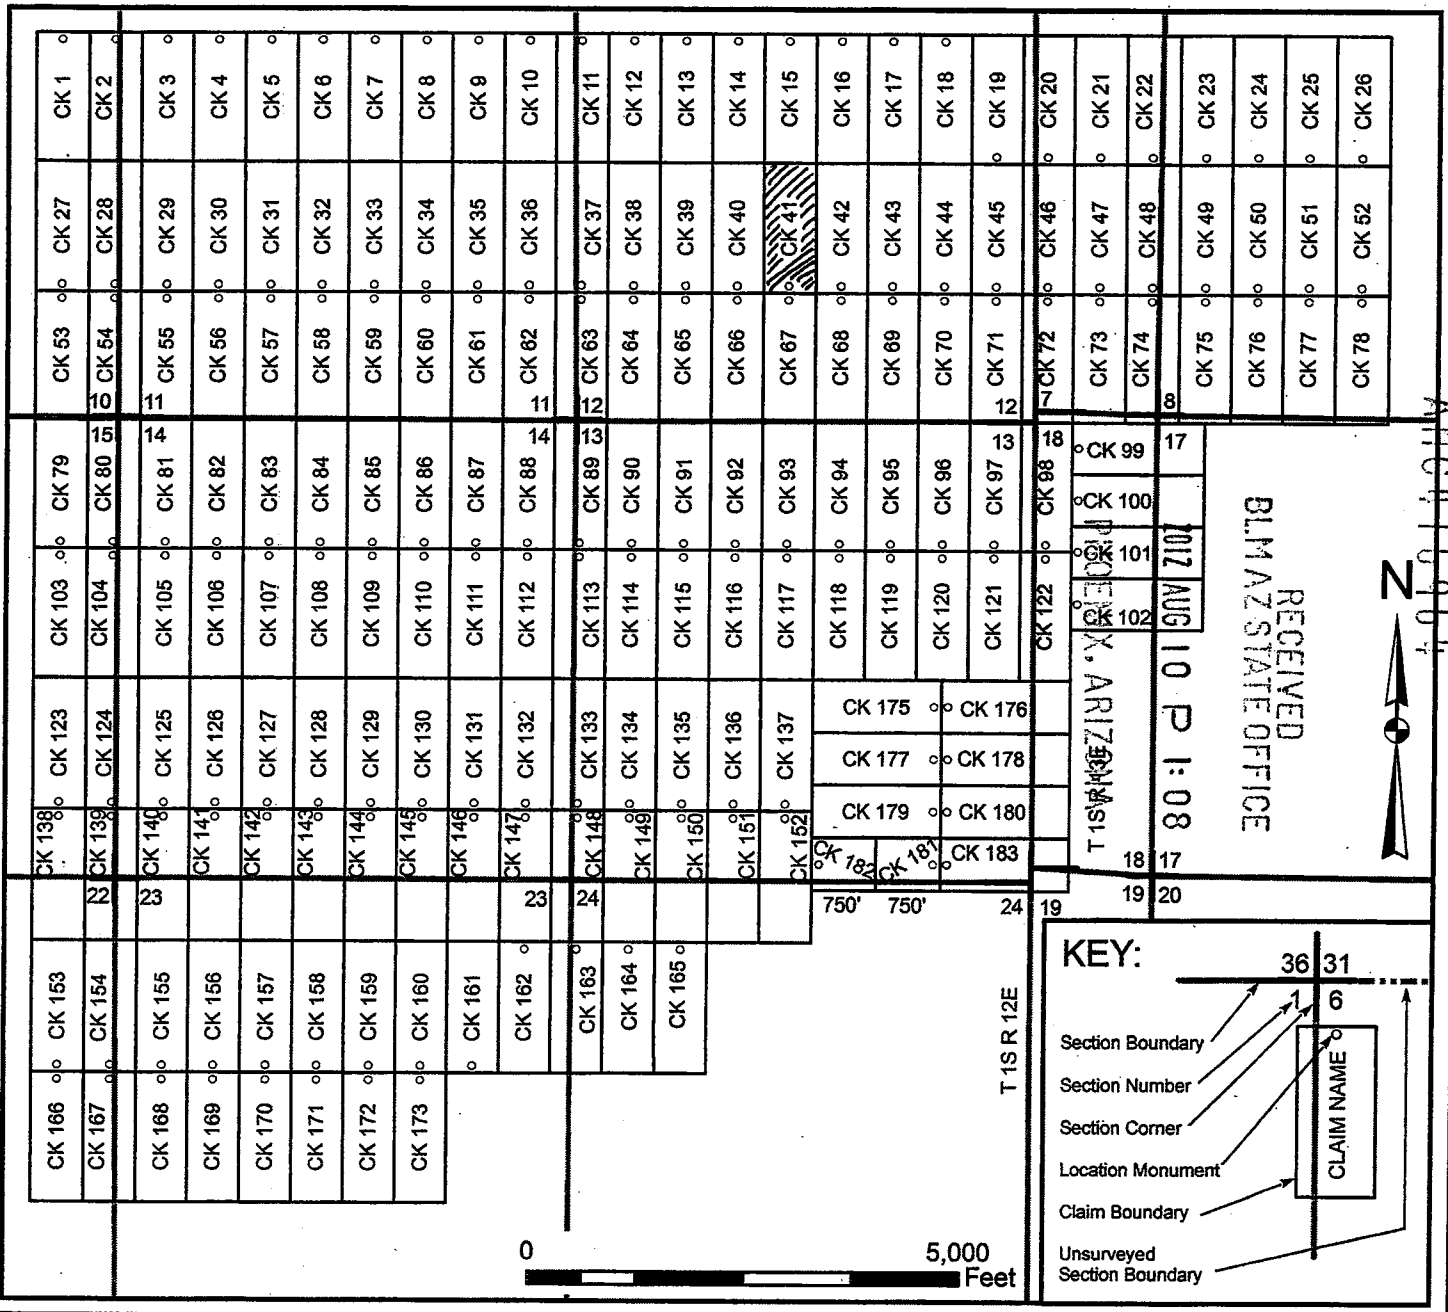 CK 1 CK 2 CK 3 CK 4 CK 5 CK 6 CK 7 CK 8 CK 9 CK 10 CK 11 CK 12 CK 13 CK 14 CK 15 CK 16 CK 17 CK 18 CK 19 CK 20 CK 21 CK 22 CK 23 CK 24 CK 25 CK 26
CK 27 CK 28 CK 29 CK 30 CK 31 CK 32 CK 33 CK 34 CK 35 CK 36 CK 37 CK 38 CK 39 CK 40 CK 41 CK 42 CK 43 CK 44 CK 45 CK 46 CK 47 CK 48 CK 49 CK 50 CK 51 CK 52
CK 53 CK 54 CK 55 CK 56 CK 57 CK 58 CK 59 CK 60 CK 61 CK 62 CK 63 CK 64 CK 65 CK 66 CK 67 CK 68 CK 69 CK 70 CK 71 CK 72 CK 73 CK 74 CK 75 CK 76 CK 77 CK 78
10 11 11 12 12 7 8
15 14 14 13 13 18 17
CK 79 CK 80 CK 81 CK 82 CK 83 CK 84 CK 85 CK 86 CK 87 CK 88 CK 89 CK 90 CK 91 CK 92 CK 93 CK 94 CK 95 CK 96 CK 97 CK 98
CK 99
CK 100
CK 101
CK 102
CK 103 CK 104 CK 105 CK 106 CK 107 CK 108 CK 109 CK 110 CK 111 CK 112 CK 113 CK 114 CK 115 CK 116 CK 117 CK 118 CK 119 CK 120 CK 121 CK 122
RECEIVED
BLM AZ STATE OFFICE
2017 AUG 10 P 1:08
PHOENIX, ARIZONA
N
CK 123 CK 124 CK 125 CK 126 CK 127 CK 128 CK 129 CK 130 CK 131 CK 132 CK 133 CK 134 CK 135 CK 136 CK 137
CK 175 CK 176
CK 177 CK 178
CK 179 CK 180
CK 182 CK 181 CK 183
CK 138 CK 139 CK 140 CK 141 CK 142 CK 143 CK 144 CK 145 CK 146 CK 147 CK 148 CK 149 CK 150 CK 151 CK 152
18 17
22 23 23 24 750' 750' 24 19 19 20
CK 153 CK 154 CK 155 CK 156 CK 157 CK 158 CK 159 CK 160 CK 161 CK 162 CK 163 CK 164 CK 165
T 1S R 12E
CK 166 CK 167 CK 168 CK 169 CK 170 CK 171 CK 172 CK 173
0 5,000
Feet
KEY:
36 31
1 6
Section Boundary
Section Number
Section Corner
Location Monument
Claim Boundary
Unsurveyed
Section Boundary
CLAIM NAME